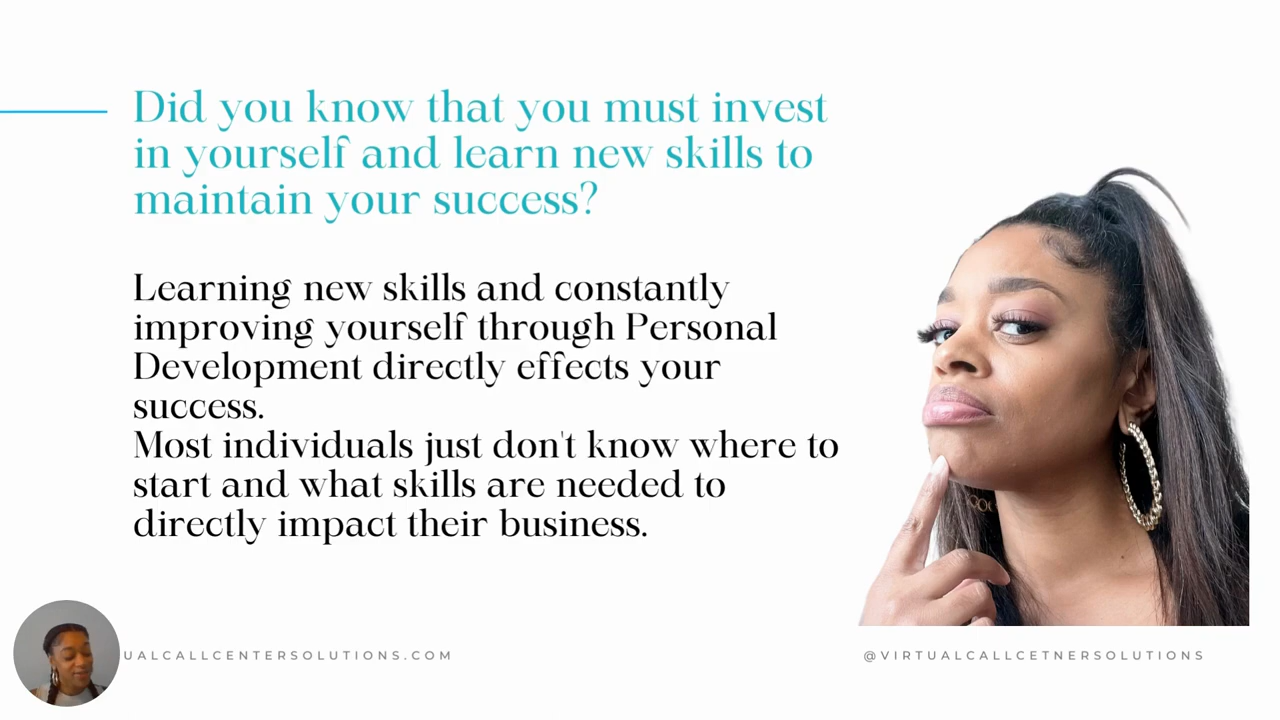 Did you know that you must invest
in yourself and learn new skills to
maintain your success?
Learning new skills and constantly
improving yourself through Personal
Development directly effects your
success.
Most individuals just don't know where to
start and what skills are needed to
directly impact their business.
UALCALLCENTERSOLUTIONS.COM
@VIRTUALCALLCETNERSOLUTIONS